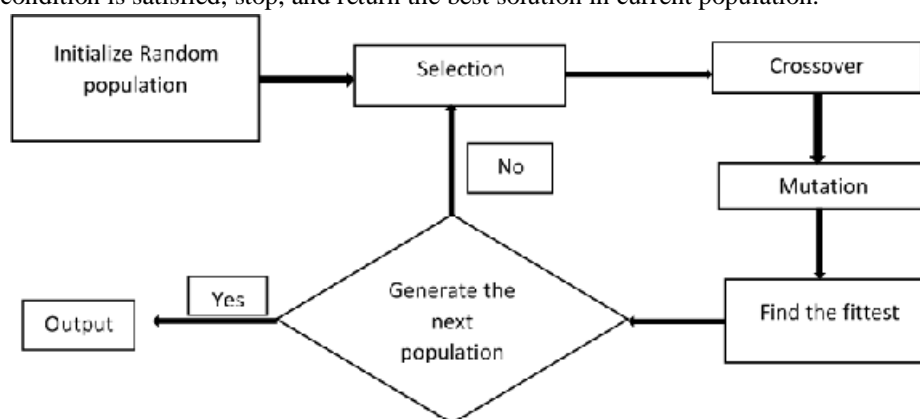 condition is satisfied, stop, and return the best solution in current population.
Initialize Random
population
Selection
Crossover
No
Mutation
Yes
Generate the
next
population
Find the fittest
Output